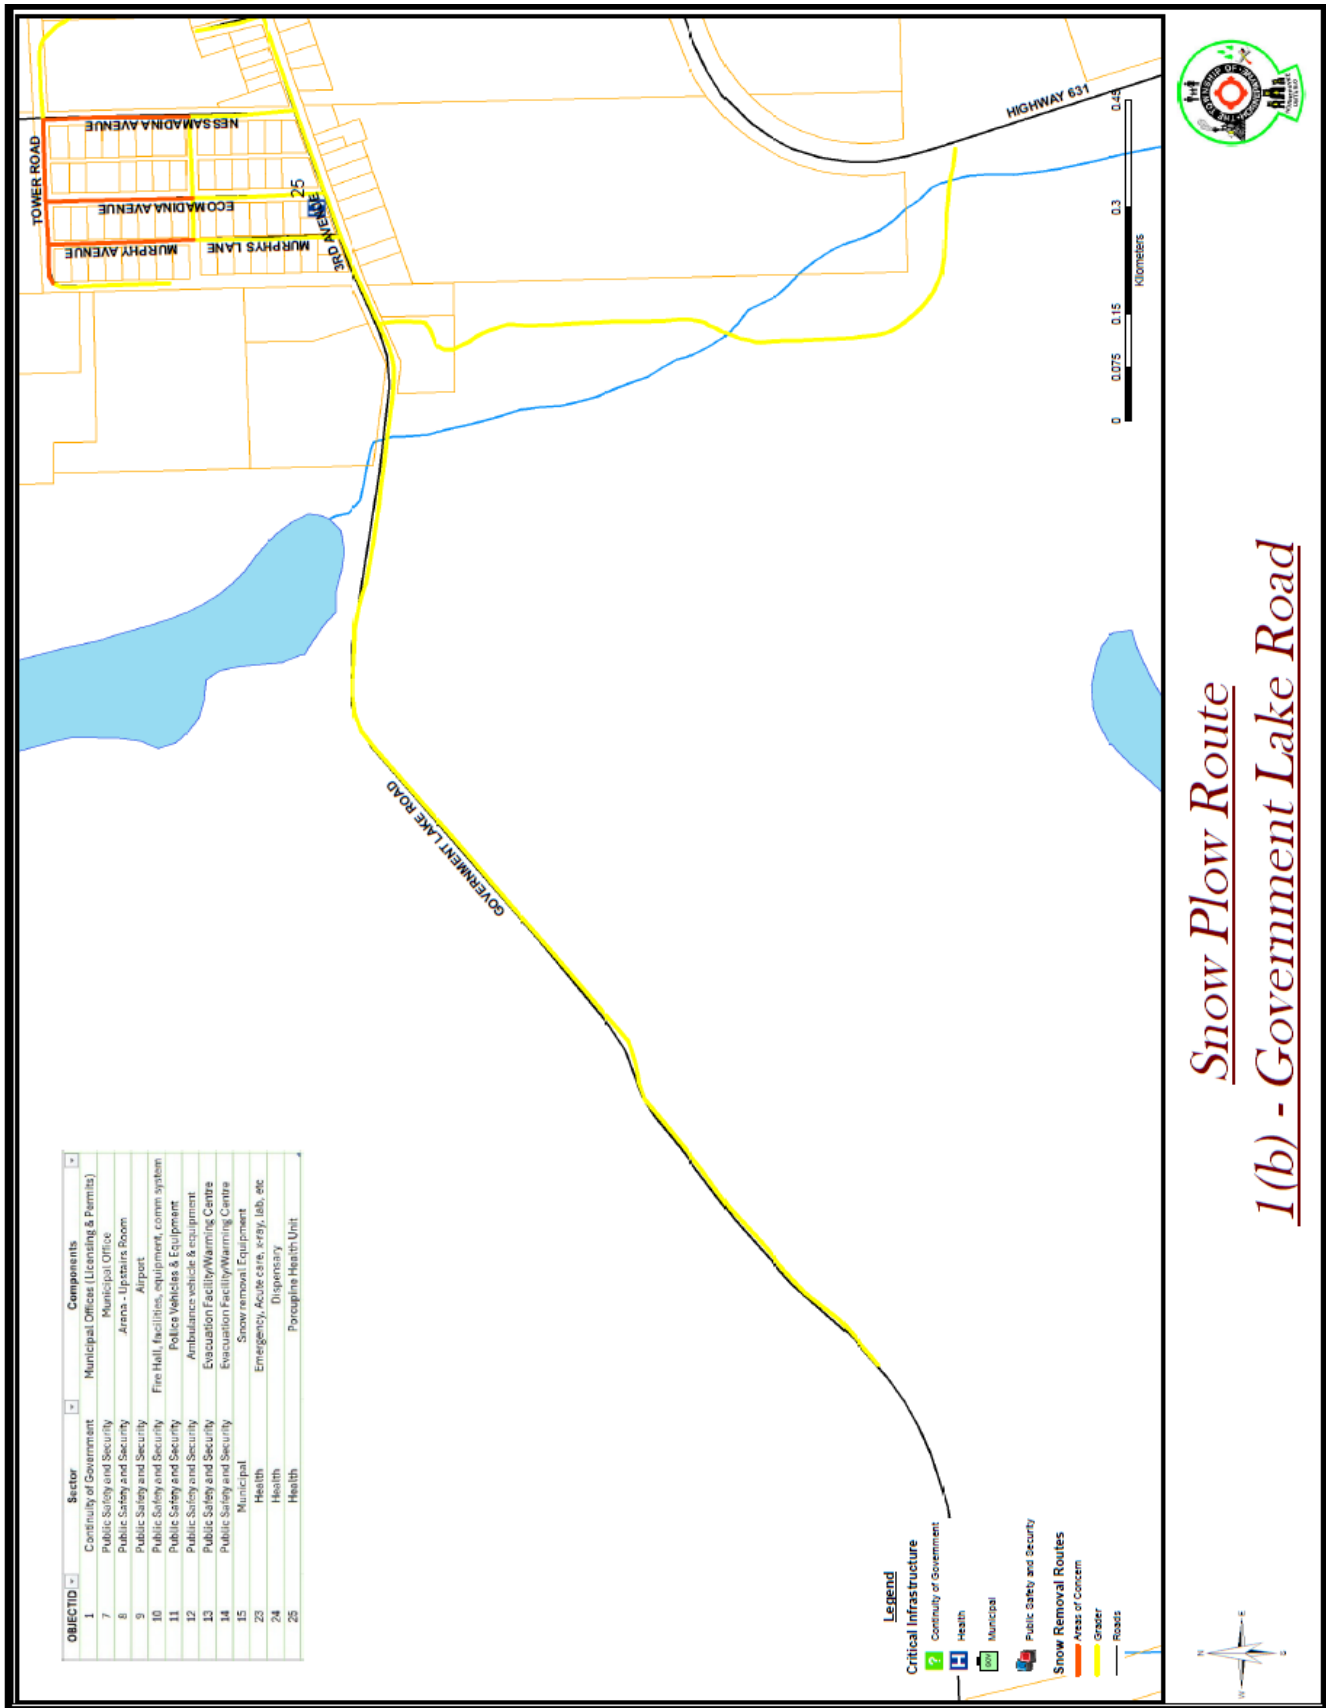 TOWER ROAD
NESSAMADINA AVENUE
ECOMADINA AVENUE
MURPHY AVENUE
MURPHYS LANE
3RD AVENUE
25
HIGHWAY 631
GOVERNMENT LAKE ROAD
0 0.075 0.15 0.3 0.45
Kilometers
OBJECTID Sector Components
1 Continuity of Government Municipal Offices (Licensing & Permits)
7 Public Safety and Security Municipal Office
8 Public Safety and Security Arena - Upstairs Room
9 Public Safety and Security Airport
10 Public Safety and Security Fire Hall, facilities, equipment, comm system
11 Public Safety and Security Police Vehicles & Equipment
12 Public Safety and Security Ambulance vehicle & equipment
13 Public Safety and Security Evacuation Facility/Warming Centre
14 Public Safety and Security Evacuation Facility/Warming Centre
15 Municipal Snow removal Equipment
23 Health Emergency, Acute care, x-ray, lab, etc
24 Health Dispensary
25 Health Porcupine Health Unit
Legend
Critical Infrastructure
? Continuity of Government
H Health
GOV Municipal
Public Safety and Security
Snow Removal Routes
Areas of Concern
Grader
Roads
N
W E
S
Snow Plow Route
1(b) - Government Lake Road
THE TOWNSHIP OF